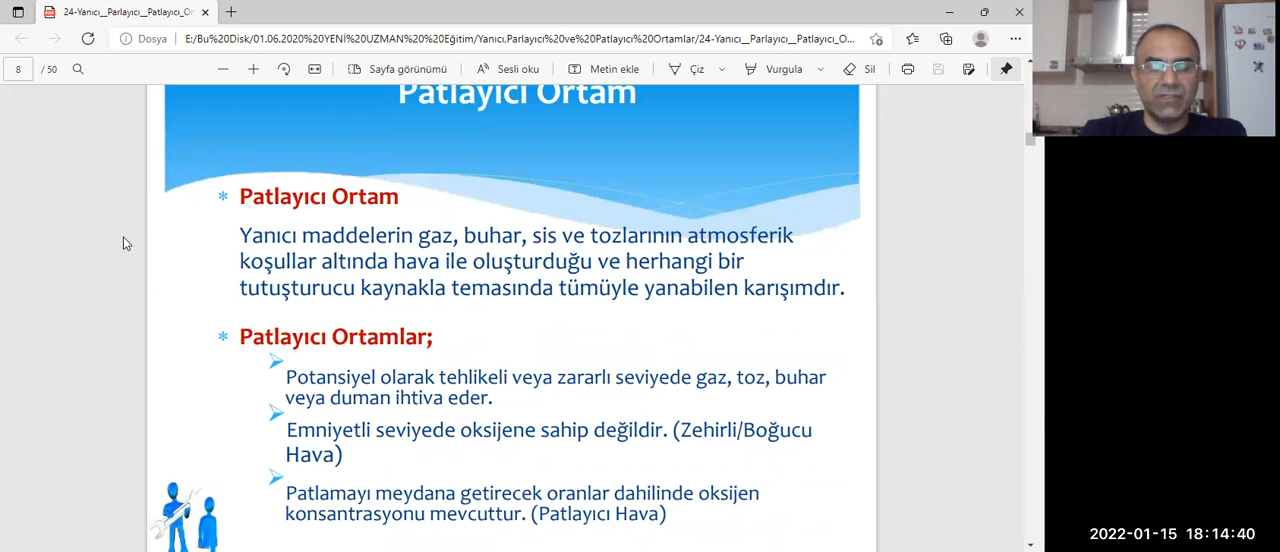 24-Yanıcı__Parlayıcı__Patlayıcı_Or
Dosya
E:/Bu%20Disk/01.06.2020%20YENİ%20UZMAN%20%20Eğitim/Yanıcı,Parlayıcı%20ve%20Patlayıcı%20Ortamlar/24-Yanıcı__Parlayıcı__Patlayıcı_O...
8 / 50
Sayfa görünümü
Sesli oku
Metin ekle
Çiz
Vurgula
Sil
Patlayıcı Ortam
* Patlayıcı Ortam
Yanıcı maddelerin gaz, buhar, sis ve tozlarının atmosferik
koşullar altında hava ile oluşturduğu ve herhangi bir
tutuşturucu kaynakla temasında tümüyle yanabilen karışımdır.
* Patlayıcı Ortamlar;
Potansiyel olarak tehlikeli veya zararlı seviyede gaz, toz, buhar
veya duman ihtiva eder.
Emniyetli seviyede oksijene sahip değildir. (Zehirli/Boğucu
Hava)
Patlamayı meydana getirecek oranlar dahilinde oksijen
konsantrasyonu mevcuttur. (Patlayıcı Hava)
2022-01-15 18:14:40